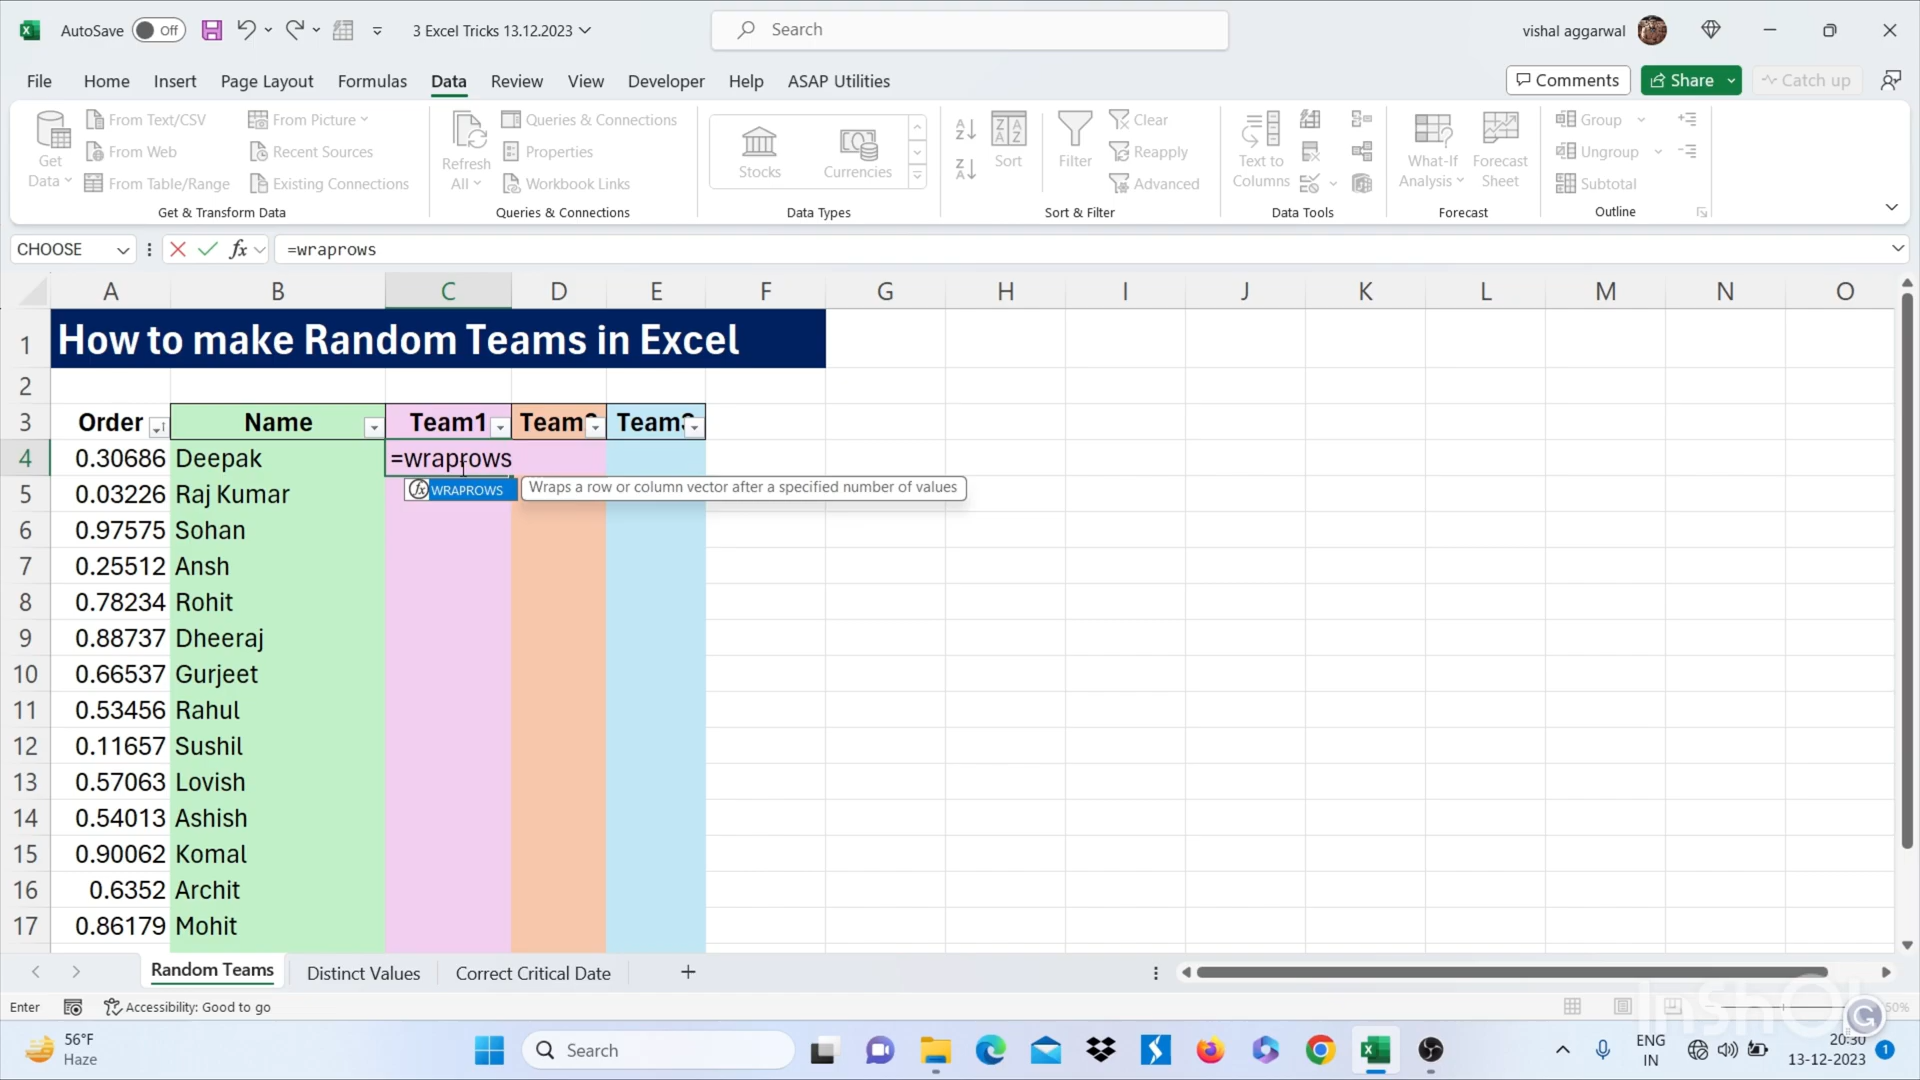 AutoSave Off 3 Excel Tricks 13.12.2023 Search vishal aggarwal
File Home Insert Page Layout Formulas Data Review View Developer Help ASAP Utilities Comments Share Catch up
Get Data From Text/CSV From Web From Table/Range From Picture Recent Sources Existing Connections
Get & Transform Data
Refresh All Queries & Connections Properties Workbook Links
Queries & Connections
Stocks Currencies
Data Types
Sort Filter Clear Reapply Advanced
Sort & Filter
Text to Columns
Data Tools
What-If Analysis Forecast Sheet
Forecast
Group Ungroup Subtotal
Outline
CHOOSE fx =wraprows
A B C D E F G H I J K L M N O
1 How to make Random Teams in Excel
2
3 Order Name Team1 Team2 Team3
4 0.30686 Deepak =wraprows
WRAPROWS Wraps a row or column vector after a specified number of values
5 0.03226 Raj Kumar
6 0.97575 Sohan
7 0.25512 Ansh
8 0.78234 Rohit
9 0.88737 Dheeraj
10 0.66537 Gurjeet
11 0.53456 Rahul
12 0.11657 Sushil
13 0.57063 Lovish
14 0.54013 Ashish
15 0.90062 Komal
16 0.6352 Archit
17 0.86179 Mohit
Random Teams Distinct Values Correct Critical Date
Enter Accessibility: Good to go
56°F
Haze
Search
ENG
IN
20:30
13-12-2023
1